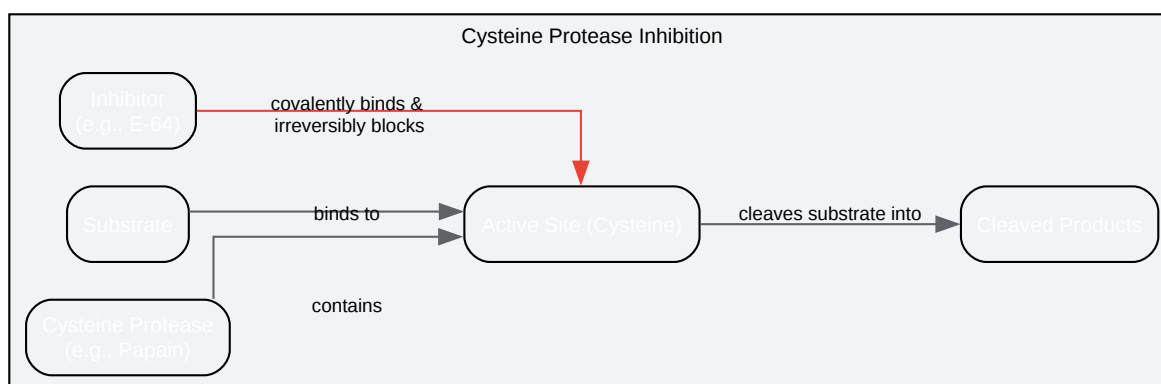 Cysteine Protease Inhibition
Inhibitor
(e.g., E-64)
covalently binds &
irreversibly blocks
Substrate
binds to
Active Site (Cysteine)
cleaves substrate into
Cleaved Products
contains
Cysteine Protease
(e.g., Papain)